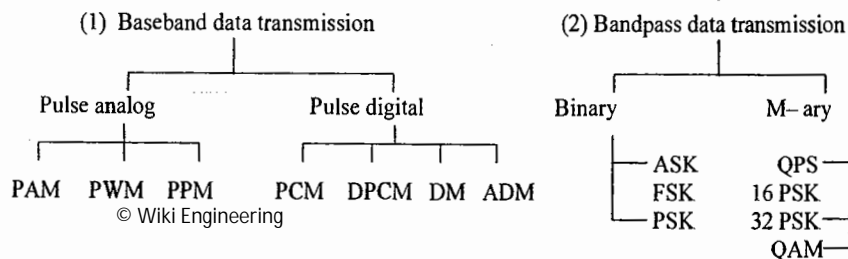 (1) Baseband data transmission
Pulse analog Pulse digital
PAM PWM PPM PCM DPCM DM ADM
© Wiki Engineering
(2) Bandpass data transmission
Binary M– ary
ASK QPS
FSK 16 PSK
PSK 32 PSK
QAM